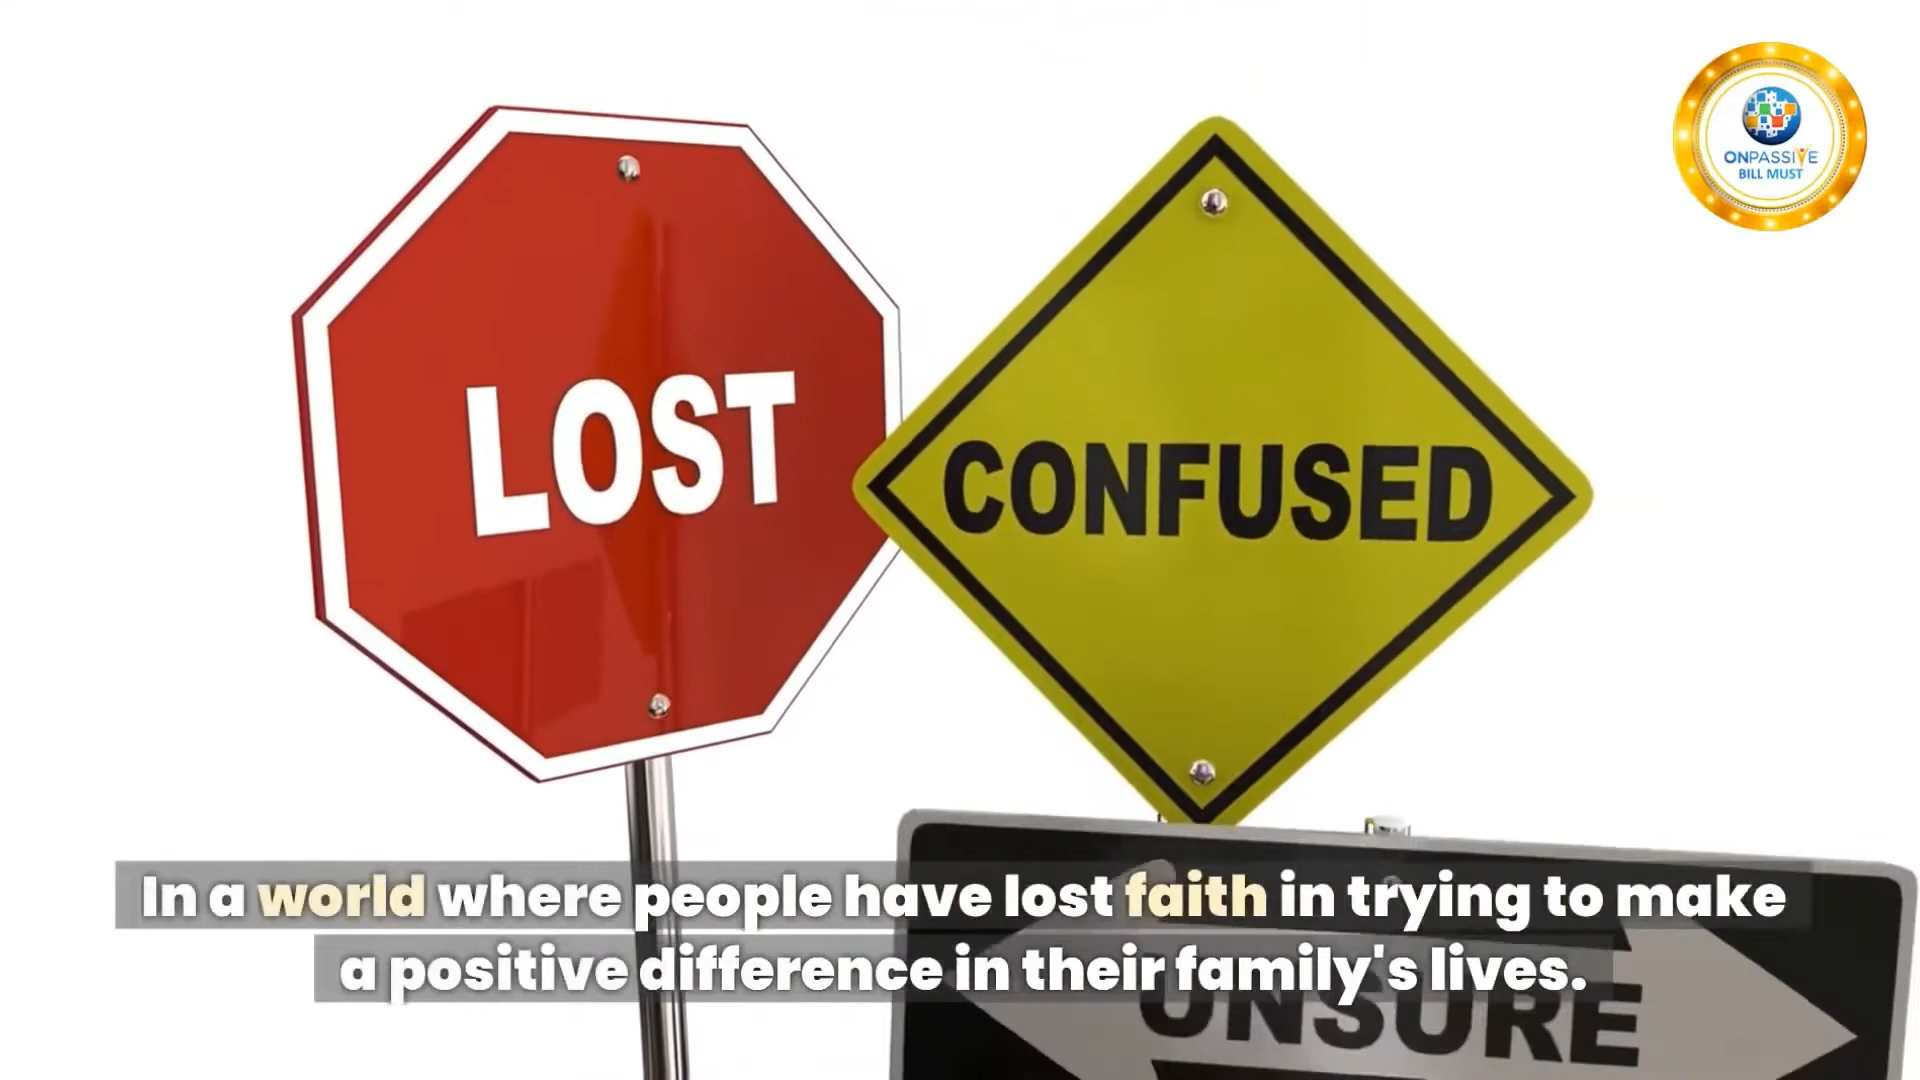 ONPASSIVE
BILL MUST
LOST
CONFUSED
In a world where people have lost faith in trying to make
a positive difference in their family's lives.
UNSURE